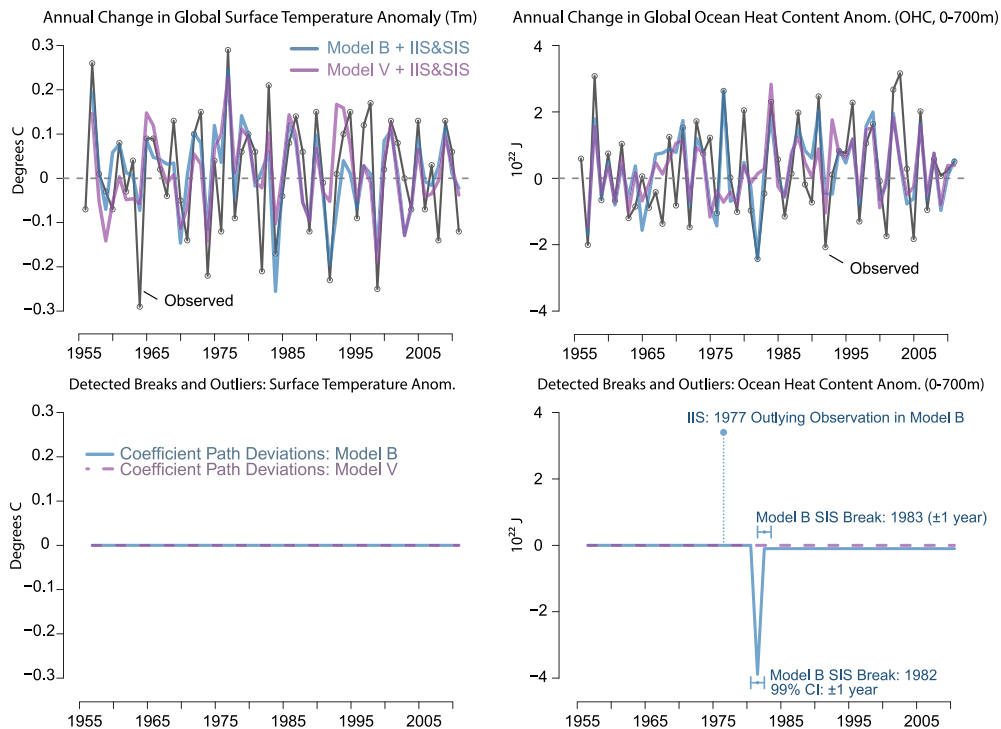 Annual Change in Global Surface Temperature Anomaly (Tm)
Degrees C
0.3
0.2
0.1
0
−0.1
−0.2
−0.3
Model B + IIS&SIS
Model V + IIS&SIS
Observed
1955
1965
1975
1985
1995
2005
Annual Change in Global Ocean Heat Content Anom. (OHC, 0-700m)
10²² J
4
2
0
−2
−4
Observed
1955
1965
1975
1985
1995
2005
Detected Breaks and Outliers: Surface Temperature Anom.
Degrees C
0.3
0.2
0.1
0
−0.1
−0.2
−0.3
Coefficient Path Deviations: Model B
Coefficient Path Deviations: Model V
1955
1965
1975
1985
1995
2005
Detected Breaks and Outliers: Ocean Heat Content Anom. (0-700m)
10²² J
4
2
0
−2
−4
IIS: 1977 Outlying Observation in Model B
Model B SIS Break: 1983 (±1 year)
Model B SIS Break: 1982
99% CI: ±1 year
1955
1965
1975
1985
1995
2005